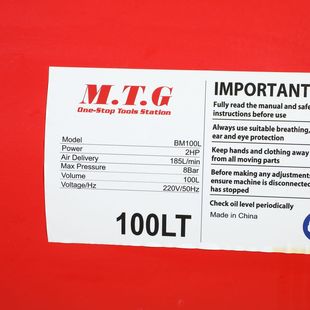 M.T.G
One-Stop Tools Station
Model BM100L
Power 2HP
Air Delivery 185L/min
Max Pressure 8Bar
Volume 100L
Voltage/Hz 220V/50Hz
100LT
IMPORTANT
Fully read the manual and safe
instructions before use
Always use suitable breathing,
ear and eye protection
Keep hands and clothing away
from all moving parts
Before making any adjustments
ensure machine is disconnected
has stopped
Check oil level periodically
Made in China